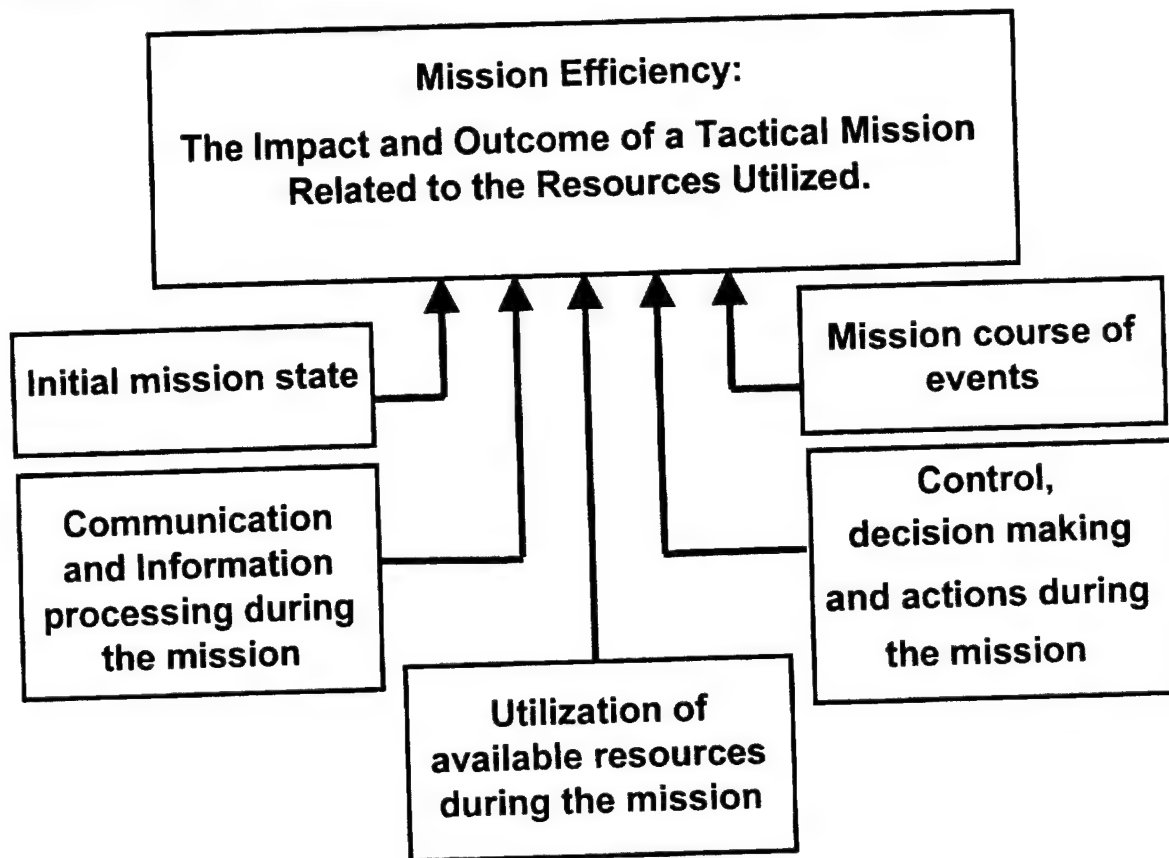 Mission Efficiency:
The Impact and Outcome of a Tactical Mission
Related to the Resources Utilized.
Initial mission state
Mission course of
events
Communication
and Information
processing during
the mission
Control,
decision making
and actions during
the mission
Utilization of
available resources
during the mission